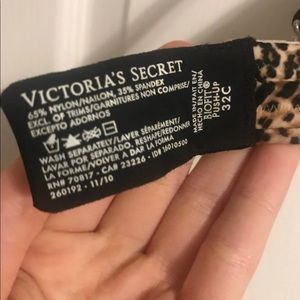 VICTORIA'S SECRET
65% NYLON/NAILON, 35% SPANDEX
EXCL. OF TRIMS/GARNITURES NON COMPRISES/
EXCEPTO ADORNOS
WASH SEPARATELY/LAVER SÉPARÉMENT/
LAVAR POR SEPARADO. RESHAPE/REDONNER
LA FORME/VOLVER A DAR LA FORMA
RN# 70817 - CA# 23226 - ID# 18010500
260192 - 11/10
MADE IN/FAIT EN/
HECHO EN CHINA
BIOFIT®
PUSH-UP
32C